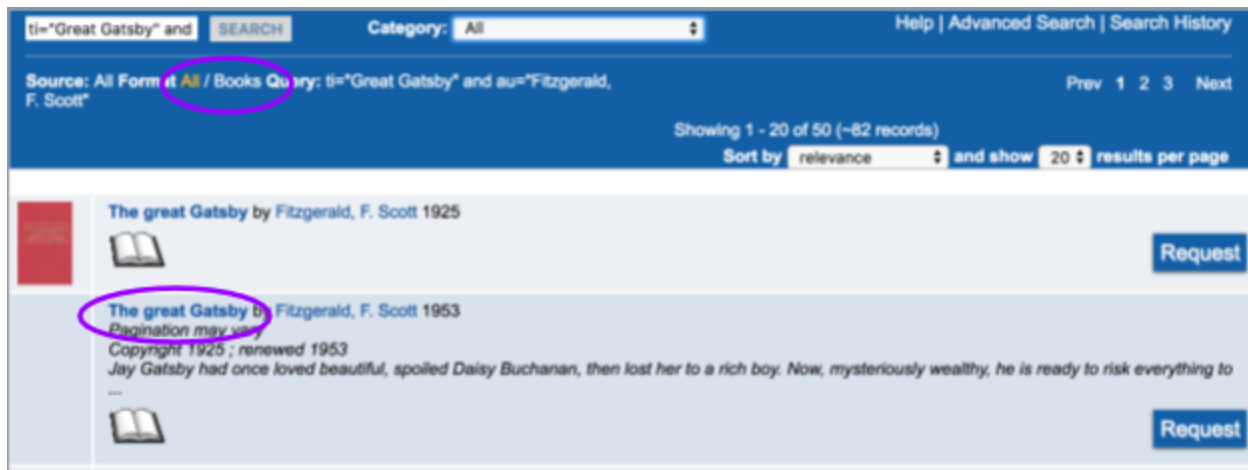 ti="Great Gatsby" and SEARCH Category: All Help | Advanced Search | Search History
Source: All Format All / Books Query: ti="Great Gatsby" and au="Fitzgerald,
F. Scott"
Prev 1 2 3 Next
Showing 1 - 20 of 50 (~82 records)
Sort by relevance and show 20 results per page
The great Gatsby by Fitzgerald, F. Scott 1925
Request
The great Gatsby by Fitzgerald, F. Scott 1953
Pagination may vary
Copyright 1925 ; renewed 1953
Jay Gatsby had once loved beautiful, spoiled Daisy Buchanan, then lost her to a rich boy. Now, mysteriously wealthy, he is ready to risk everything to
...
Request